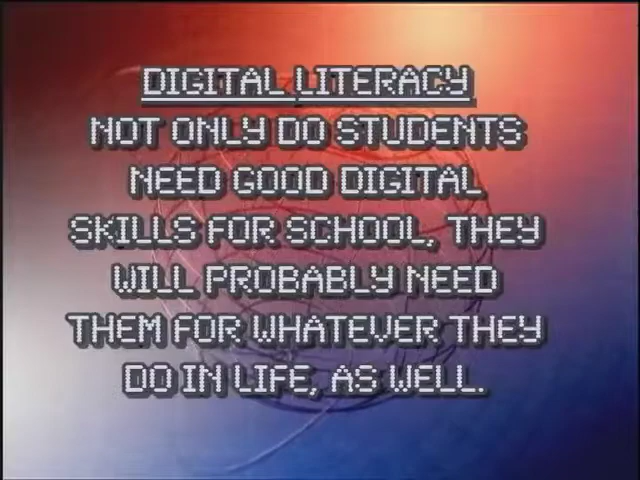 DIGITAL LITERACY
NOT ONLY DO STUDENTS
NEED GOOD DIGITAL
SKILLS FOR SCHOOL, THEY
WILL PROBABLY NEED
THEM FOR WHATEVER THEY
DO IN LIFE, AS WELL.